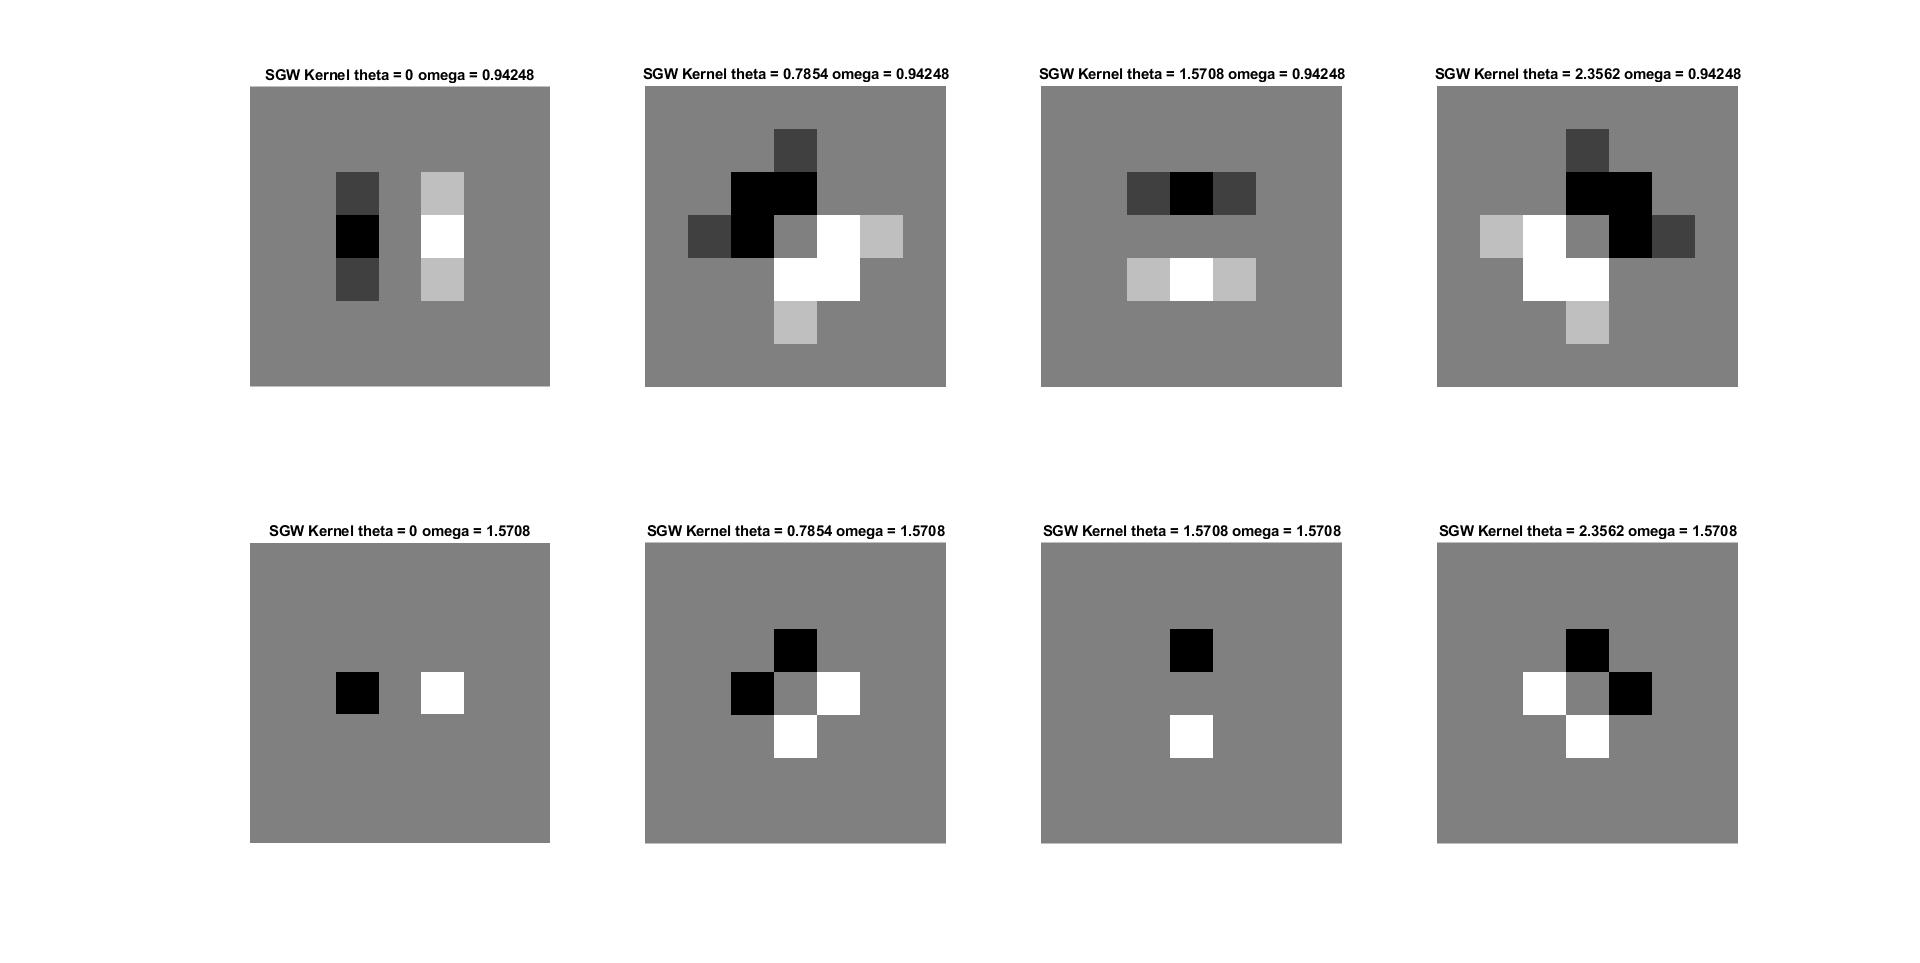 SGW Kernel theta = 0 omega = 0.94248
SGW Kernel theta = 0.7854 omega = 0.94248
SGW Kernel theta = 1.5708 omega = 0.94248
SGW Kernel theta = 2.3562 omega = 0.94248
SGW Kernel theta = 0 omega = 1.5708
SGW Kernel theta = 0.7854 omega = 1.5708
SGW Kernel theta = 1.5708 omega = 1.5708
SGW Kernel theta = 2.3562 omega = 1.5708